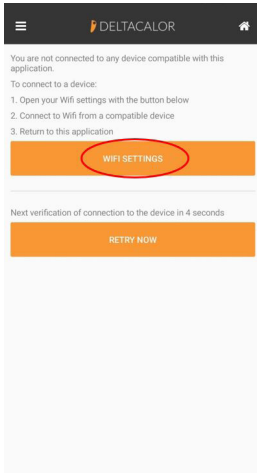 DELTACALOR
You are not connected to any device compatible with this
application.
To connect to a device:
1. Open your Wifi settings with the button below
2. Connect to Wifi from a compatible device
3. Return to this application
WIFI SETTINGS
Next verification of connection to the device in 4 seconds
RETRY NOW